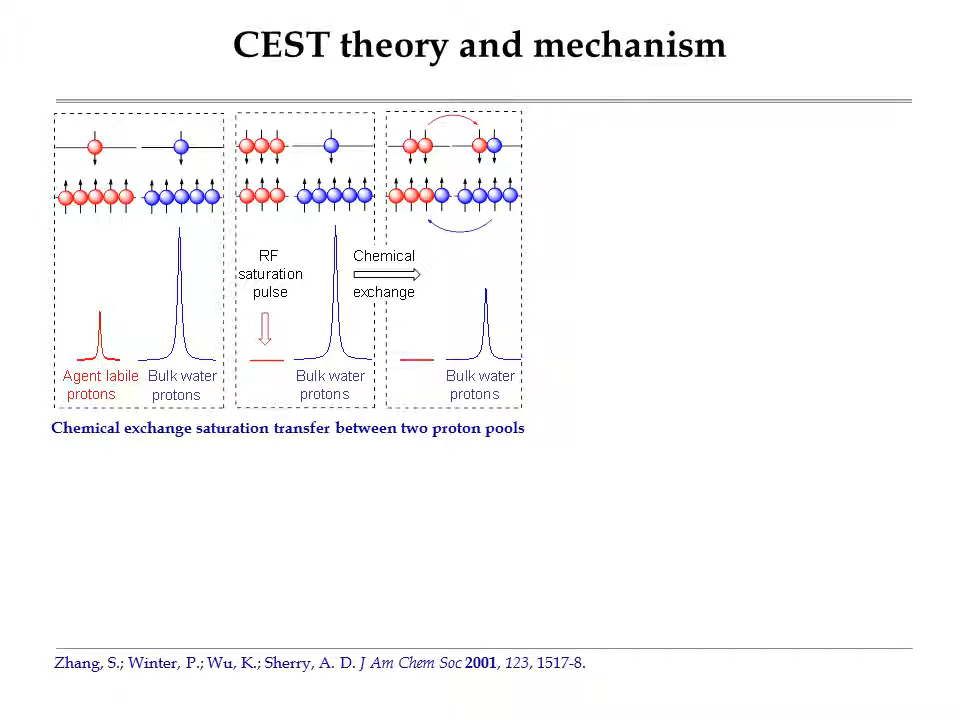 CEST theory and mechanism
RF
saturation
pulse
Chemical
exchange
Agent labile
protons
Bulk water
protons
Bulk water
protons
Bulk water
protons
Chemical exchange saturation transfer between two proton pools
Zhang, S.; Winter, P.; Wu, K.; Sherry, A. D. J Am Chem Soc 2001, 123, 1517-8.